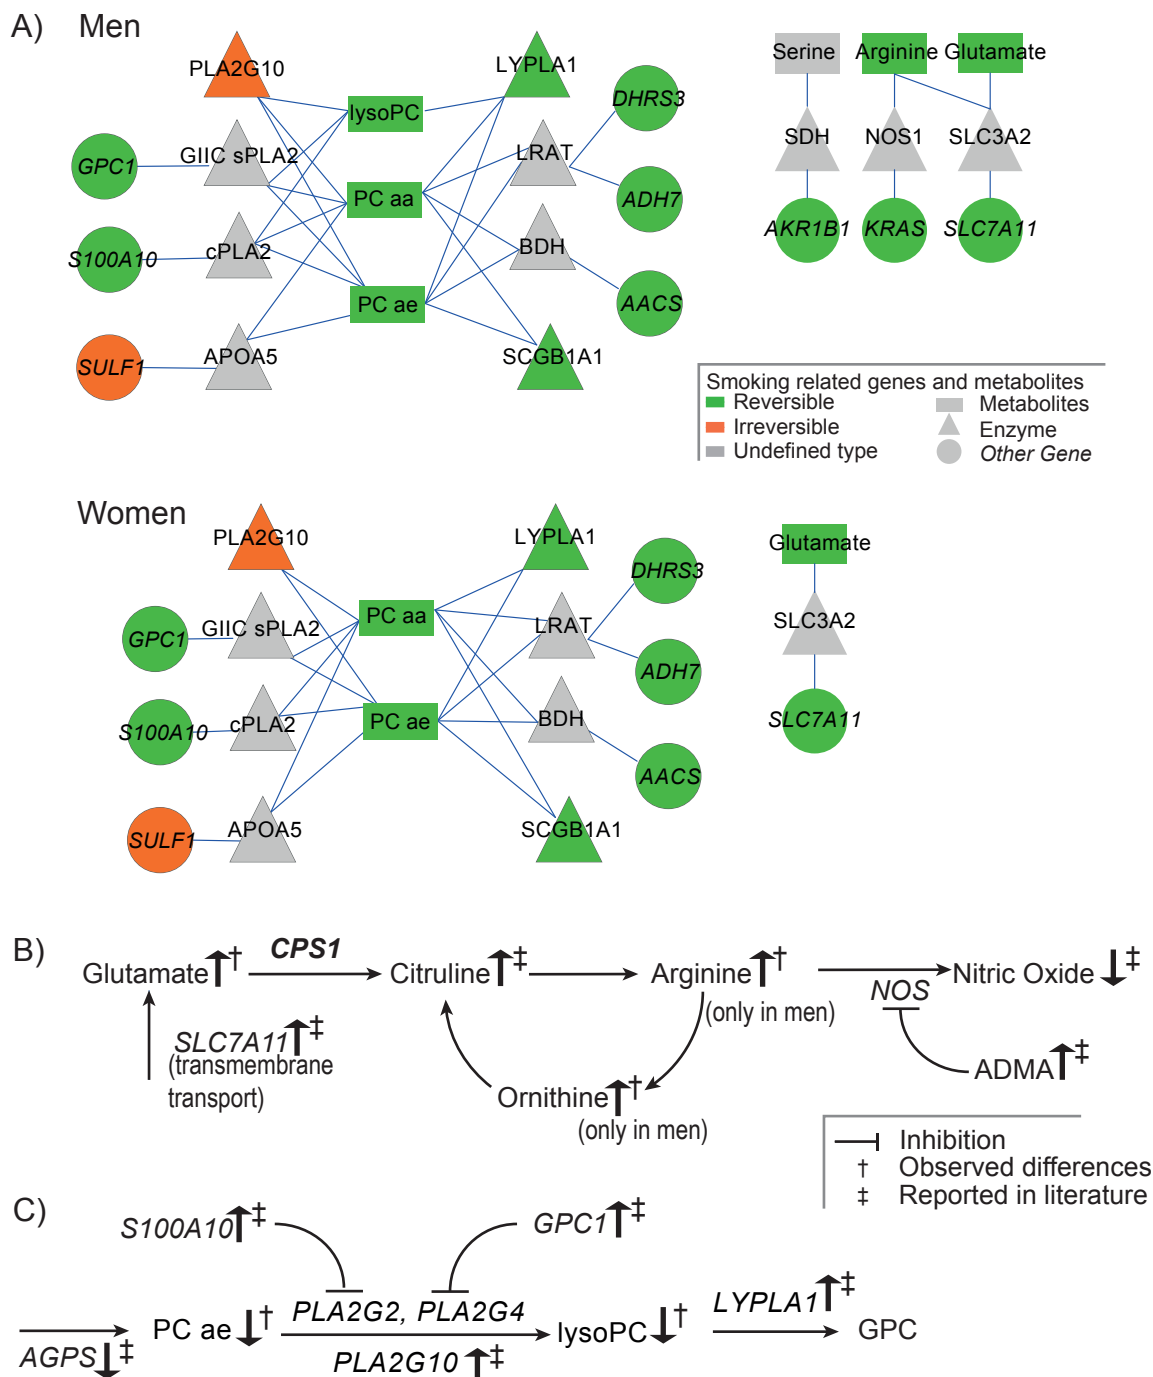 A) Men
PLA2G10
LYPLA1
Serine Arginine Glutamate
lysoPC
DHRS3
GPC1
GIIC sPLA2
LRAT
SDH NOS1 SLC3A2
PC aa
ADH7
S100A10
cPLA2
BDH
AKR1B1 KRAS SLC7A11
PC ae
AACS
SULF1
APOA5
SCGB1A1
Smoking related genes and metabolites
Reversible
Metabolites
Irreversible
Enzyme
Undefined type
Other Gene
Women
PLA2G10
LYPLA1
Glutamate
DHRS3
PC aa
GPC1
GIIC sPLA2
LRAT
SLC3A2
ADH7
S100A10
cPLA2
PC ae
BDH
SLC7A11
AACS
SULF1
APOA5
SCGB1A1
B)
CPS1
Glutamate †
Citruline ‡
Arginine †
Nitric Oxide ‡
NOS
(only in men)
SLC7A11 ‡
(transmembrane
transport)
ADMA ‡
Ornithine †
(only in men)
Inhibition
† Observed differences
‡ Reported in literature
C)
S100A10 ‡
GPC1 ‡
PLA2G2, PLA2G4
LYPLA1 ‡
PC ae †
lysoPC †
GPC
AGPS ‡
PLA2G10 ‡